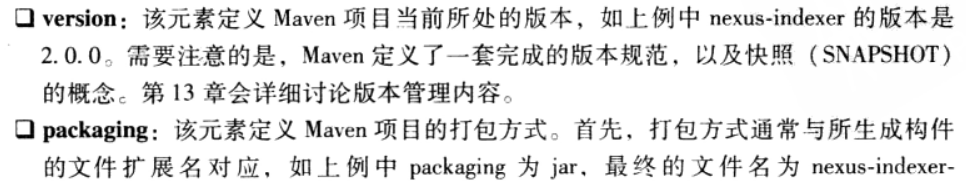 ❑ version：该元素定义 Maven 项目当前所处的版本，如上例中 nexus-indexer 的版本是
2.0.0。需要注意的是，Maven 定义了一套完成的版本规范，以及快照（SNAPSHOT）
的概念。第 13 章会详细讨论版本管理内容。
❑ packaging：该元素定义 Maven 项目的打包方式。首先，打包方式通常与所生成构件
的文件扩展名对应，如上例中 packaging 为 jar，最终的文件名为 nexus-indexer-